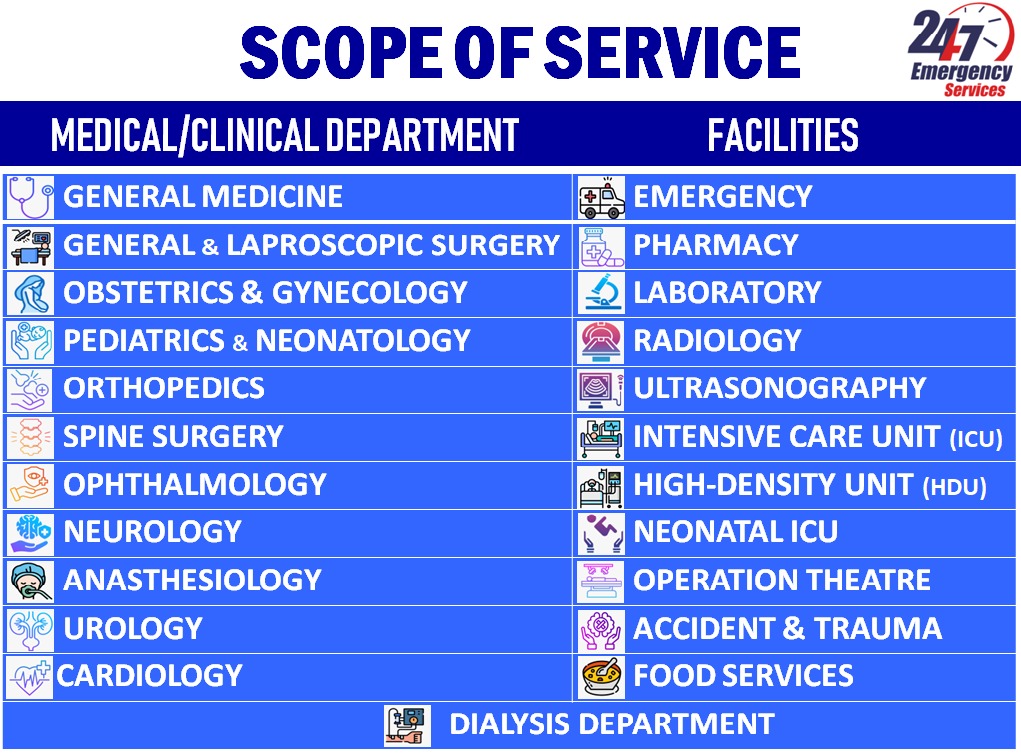 SCOPE OF SERVICE
247
Emergency
Services
MEDICAL/CLINICAL DEPARTMENT
FACILITIES
GENERAL MEDICINE
EMERGENCY
GENERAL & LAPROSCOPIC SURGERY
PHARMACY
OBSTETRICS & GYNECOLOGY
LABORATORY
PEDIATRICS & NEONATOLOGY
RADIOLOGY
ORTHOPEDICS
ULTRASONOGRAPHY
SPINE SURGERY
INTENSIVE CARE UNIT (ICU)
OPHTHALMOLOGY
HIGH-DENSITY UNIT (HDU)
NEUROLOGY
NEONATAL ICU
ANASTHESIOLOGY
OPERATION THEATRE
UROLOGY
ACCIDENT & TRAUMA
CARDIOLOGY
FOOD SERVICES
DIALYSIS DEPARTMENT